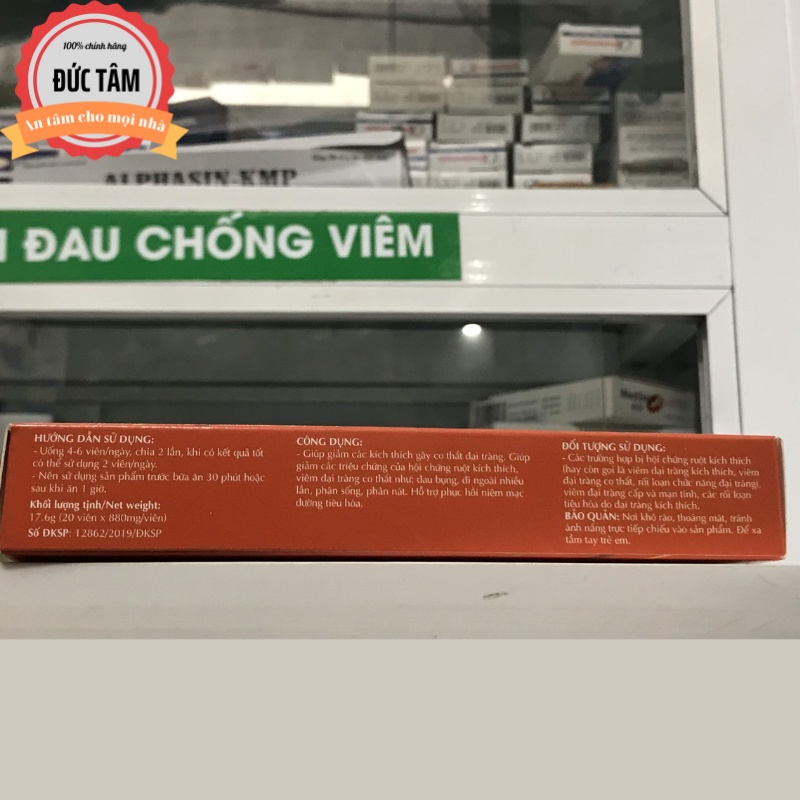 100% chính hãng
ĐỨC TÂM
An tâm cho mọi nhà
ALPHASIN-KMP
ĐAU CHỐNG VIÊM
HƯỚNG DẪN SỬ DỤNG:
- Uống 4-6 viên/ngày, chia 2 lần, khi có kết quả tốt
có thể sử dụng 2 viên/ngày.
- Nên sử dụng sản phẩm trước bữa ăn 30 phút hoặc
sau khi ăn 1 giờ.
Khối lượng tịnh/Net weight:
17.6g (20 viên x 880mg/viên)
Số ĐKSP: 12862/2019/ĐKSP
CÔNG DỤNG:
- Giúp giảm các kích thích gây co thắt đại tràng. Giúp
giảm các triệu chứng của hội chứng ruột kích thích,
viêm đại tràng co thắt như: đau bụng, đi ngoài nhiều
lần, phân sống, phân nát. Hỗ trợ phục hồi niêm mạc
đường tiêu hóa.
ĐỐI TƯỢNG SỬ DỤNG:
- Các trường hợp bị hội chứng ruột kích thích
(hay còn gọi là viêm đại tràng kích thích, viêm
đại tràng co thắt, rối loạn chức năng đại tràng),
viêm đại tràng cấp và mạn tính, các rối loạn
tiêu hóa do đại tràng kích thích.
BẢO QUẢN: Nơi khô ráo, thoáng mát, tránh
ánh nắng trực tiếp chiếu vào sản phẩm. Để xa
tầm tay trẻ em.